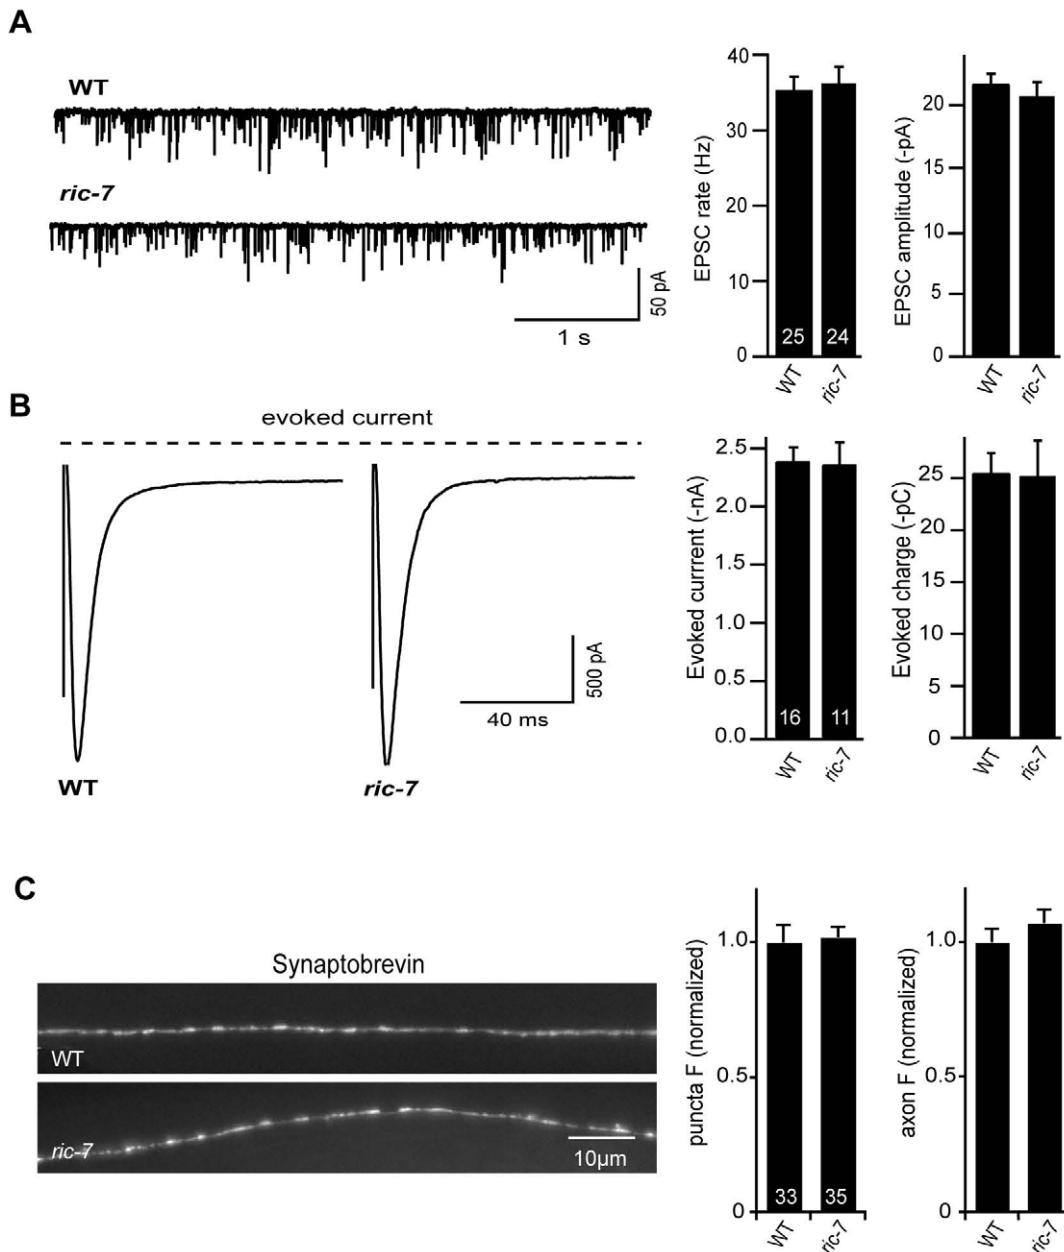 A
WT
ric-7
50 pA
1 s
EPSC rate (Hz)
40
30
20
10
0
25
24
WT
ric-7
EPSC amplitude (-pA)
20
15
10
5
0
WT
ric-7
B
evoked current
WT
ric-7
500 pA
40 ms
Evoked currrent (-nA)
2.5
2.0
1.5
1.0
0.5
0.0
16
11
WT
ric-7
Evoked charge (-pC)
25
20
15
10
5
0
WT
ric-7
C
Synaptobrevin
WT
ric-7
10μm
puncta F (normalized)
1.0
0.5
0
33
35
WT
ric-7
axon F (normalized)
1.0
0.5
0
WT
ric-7